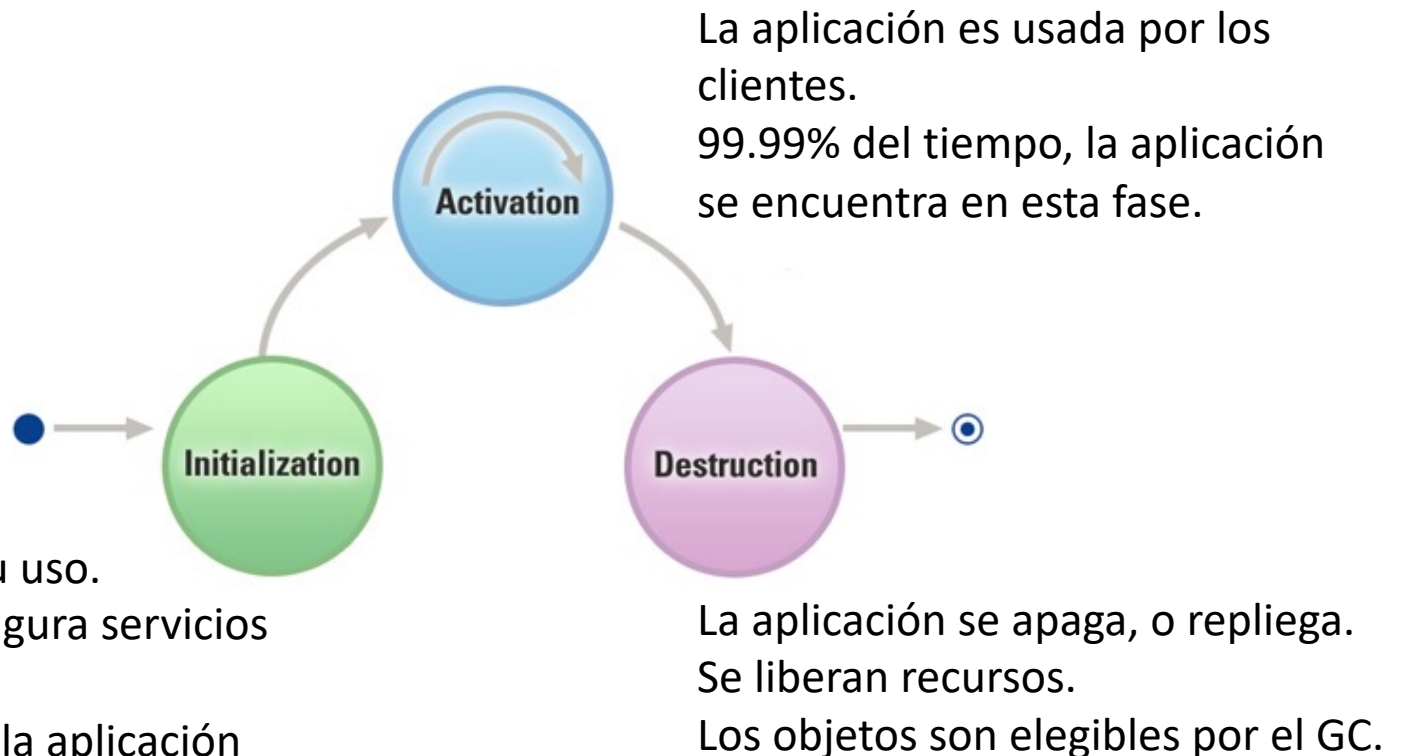 La aplicación es usada por los
clientes.
99.99% del tiempo, la aplicación
se encuentra en esta fase.
Activation
Initialization
Destruction
uso.
servicios
la aplicación
La aplicación se apaga, o repliega.
Se liberan recursos.
Los objetos son elegibles por el GC.